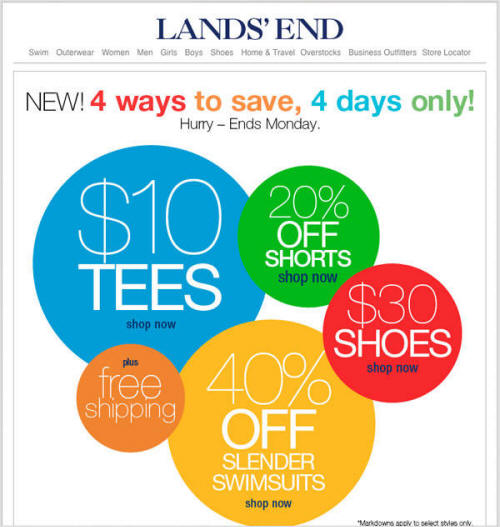 LANDS' END
Swim Outerwear Women Men Girls Boys Shoes Home & Travel Overstocks Business Outfitters Store Locator
NEW! 4 ways to save, 4 days only!
Hurry – Ends Monday.
$10
TEES
shop now
20%
OFF
SHORTS
shop now
$30
SHOES
shop now
plus
free
shipping
40%
OFF
SLENDER
SWIMSUITS
shop now
*Markdowns apply to select styles only.